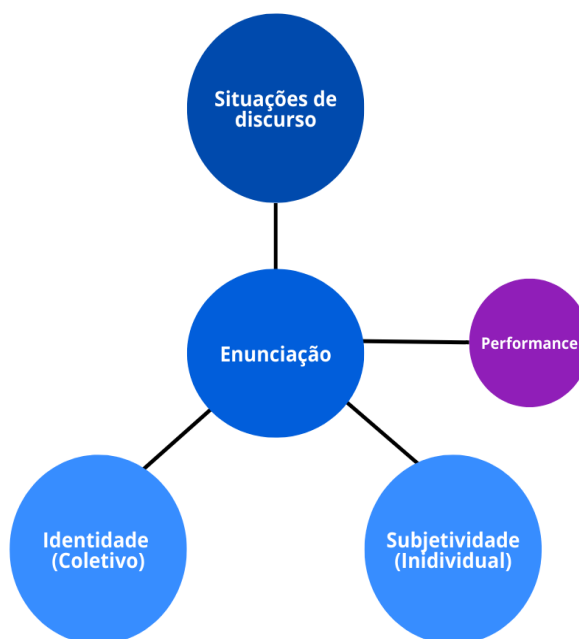 Situações de
discurso
Enunciação
Performance
Identidade
(Coletivo)
Subjetividade
(Inidividual)